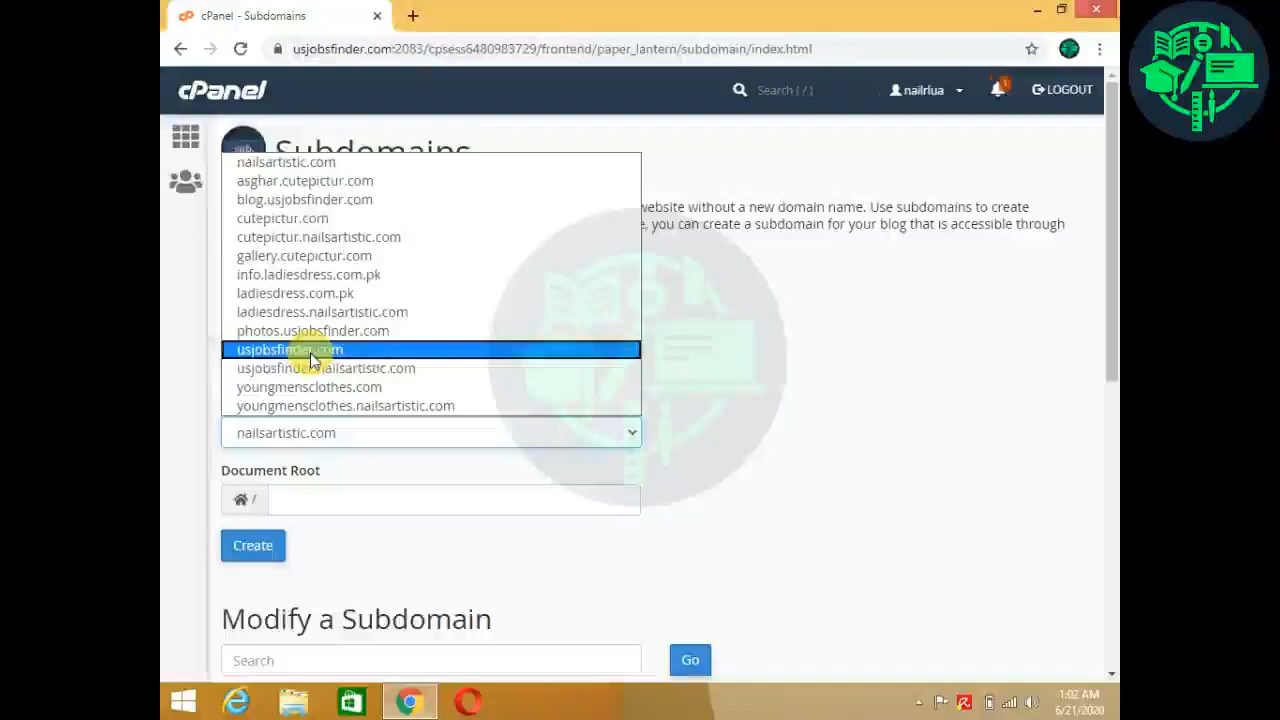 cPanel - Subdomains
usjobsfinder.com:2083/cpsess6480983729/frontend/paper_lantern/subdomain/index.html
cPanel
Search ( / )
nailrlua
LOGOUT
Subdomains
nailsartistic.com
asghar.cutepictur.com
blog.usjobsfinder.com
cutepictur.com
cutepictur.nailsartistic.com
gallery.cutepictur.com
info.ladiesdress.com.pk
ladiesdress.com.pk
ladiesdress.nailsartistic.com
photos.usjobsfinder.com
usjobsfinder.com
usjobsfinder.nailsartistic.com
youngmensclothes.com
youngmensclothes.nailsartistic.com
website without a new domain name. Use subdomains to create
, you can create a subdomain for your blog that is accessible through
nailsartistic.com
Document Root
/
Create
Modify a Subdomain
Search
Go
1:02 AM
6/21/2020